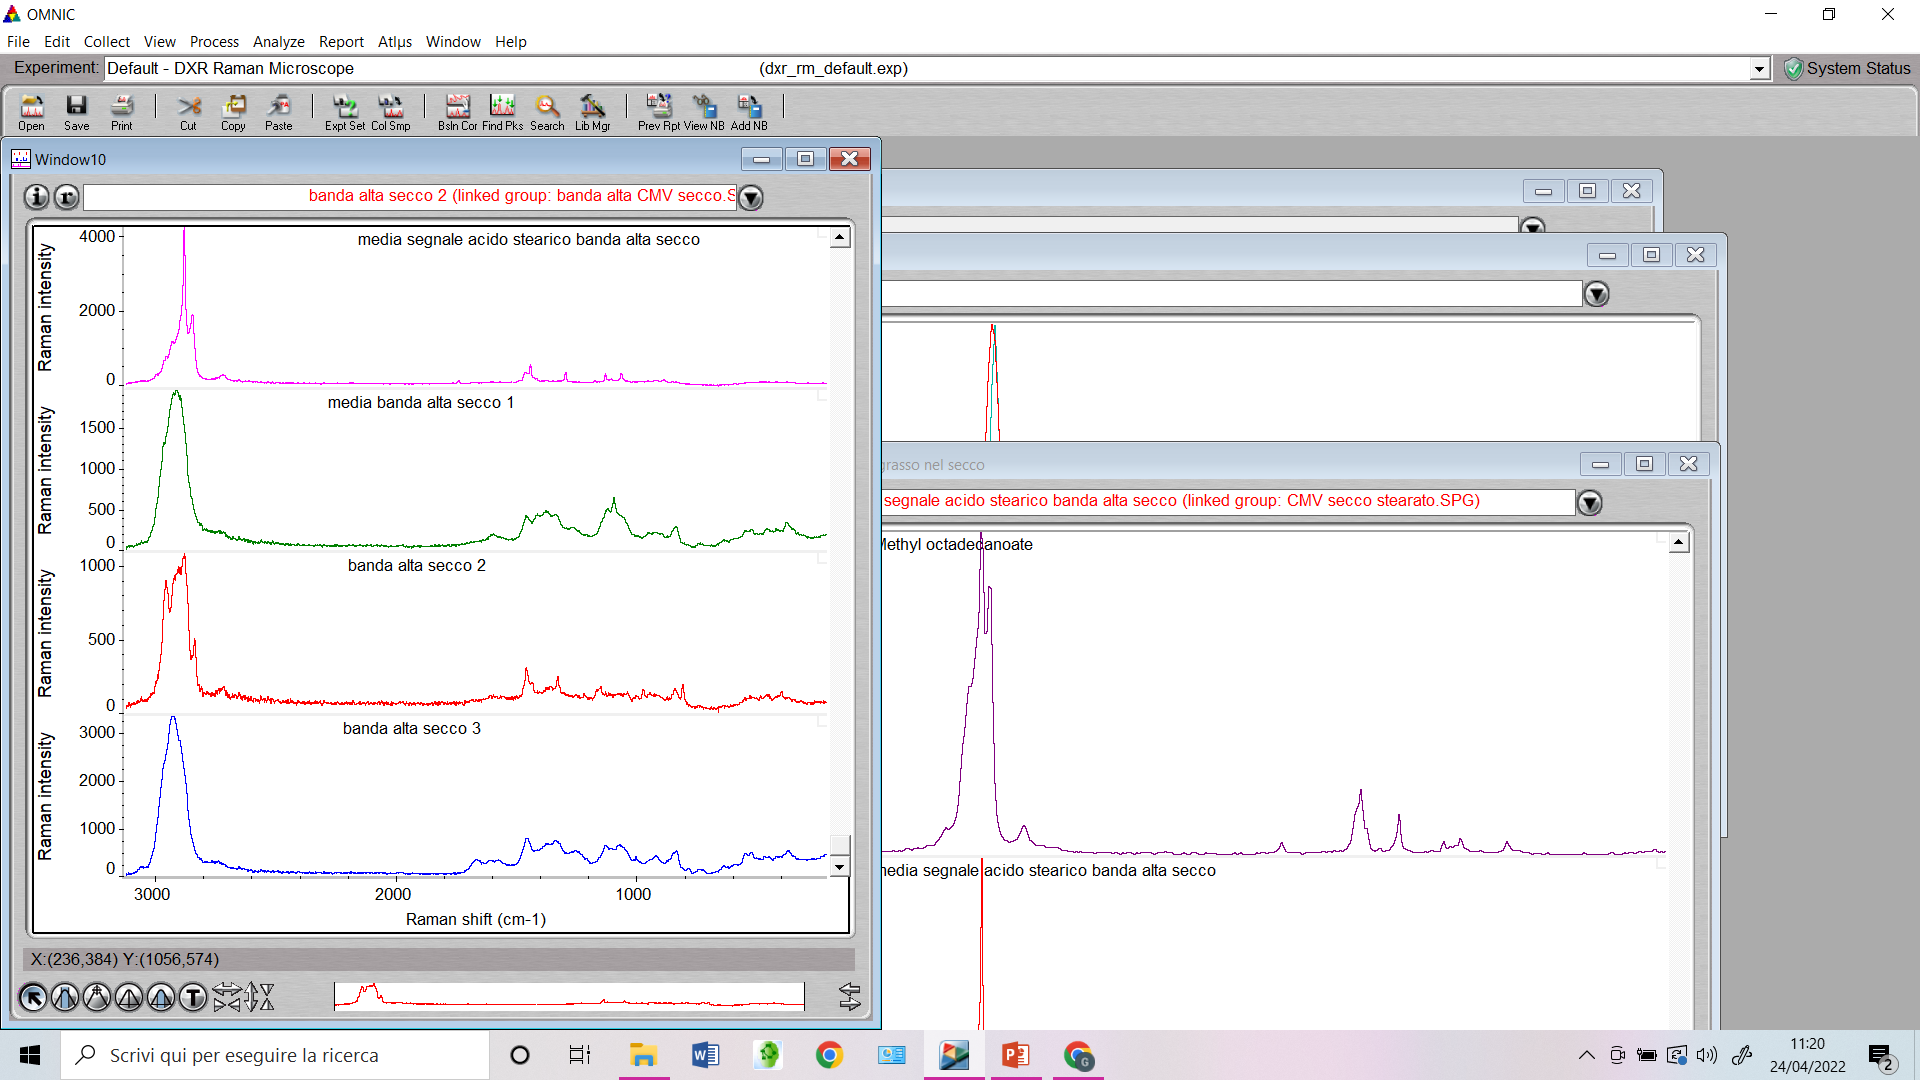 OMNIC
File Edit Collect View Process Analyze Report Atlµs Window Help
Experiment: Default - DXR Raman Microscope (dxr_rm_default.exp) System Status
Open Save Print Cut Copy Paste Expt Set Col Smp Bsln Cor Find Pks Search Lib Mgr Prev Rpt View NB Add NB
Window10
banda alta secco 2 (linked group: banda alta CMV secco.S
media segnale acido stearico banda alta secco
4000
2000
0
Raman intensity
media banda alta secco 1
1500
1000
500
0
Raman intensity
banda alta secco 2
1000
500
0
Raman intensity
banda alta secco 3
3000
2000
1000
0
Raman intensity
3000 2000 1000
Raman shift (cm-1)
X:(236,384) Y:(1056,574)
T
grasso nel secco
segnale acido stearico banda alta secco (linked group: CMV secco stearato.SPG)
Methyl octadecanoate
media segnale acido stearico banda alta secco
Scrivi qui per eseguire la ricerca
11:20
24/04/2022
2